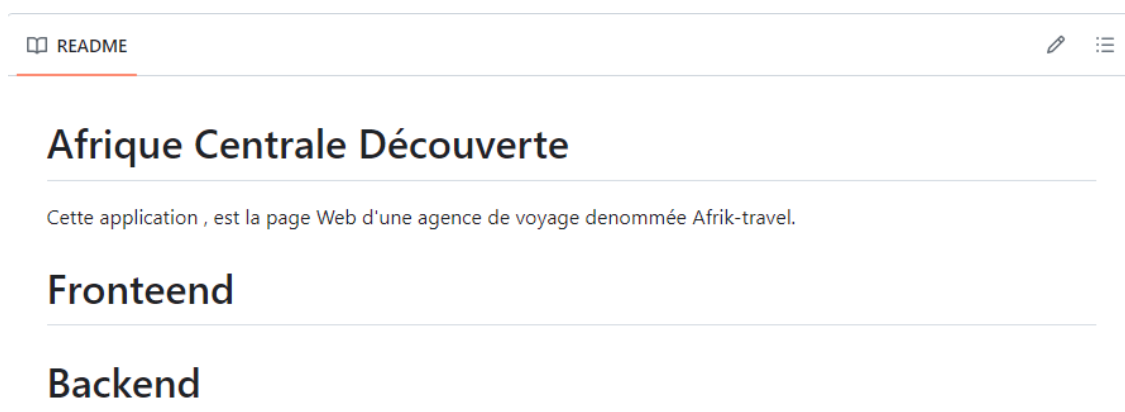 README
Afrique Centrale Découverte
Cette application , est la page Web d'une agence de voyage denommée Afrik-travel.
Fronteend
Backend